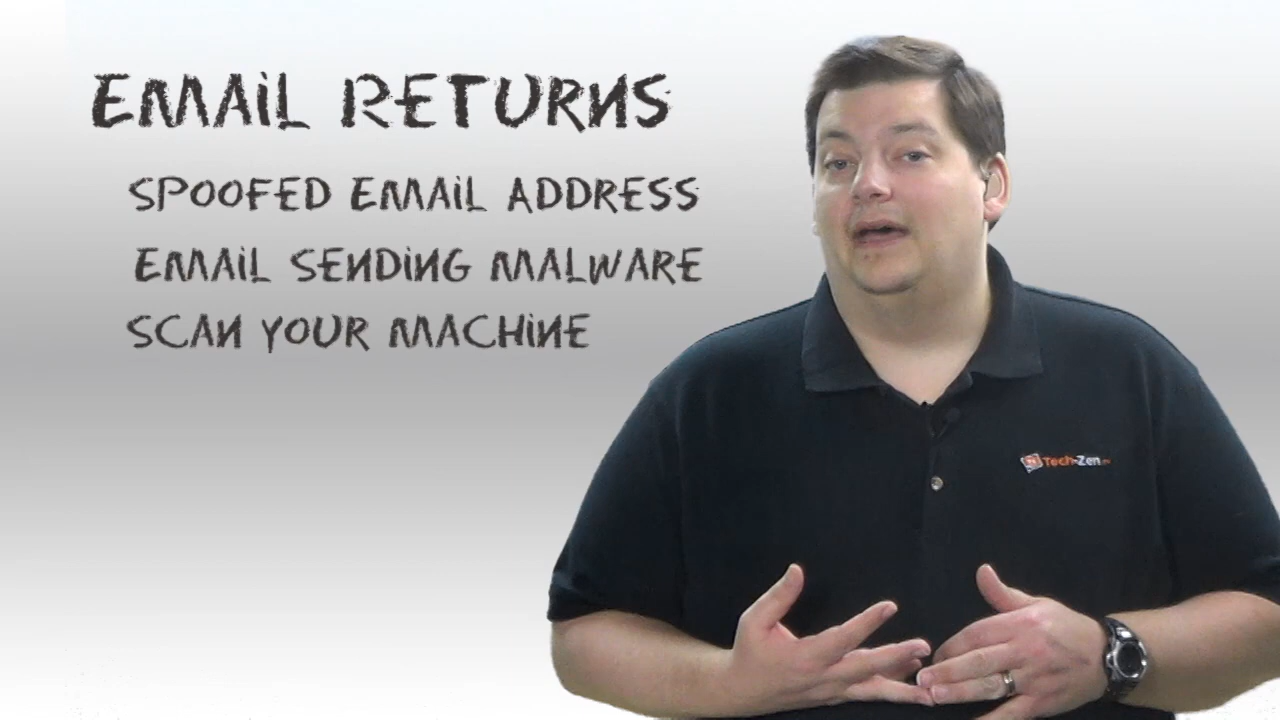 EMAIL RETURNS
SPOOFED EMAIL ADDRESS
EMAIL SENDING MALWARE
SCAN YOUR MACHINE
Tech-Zen